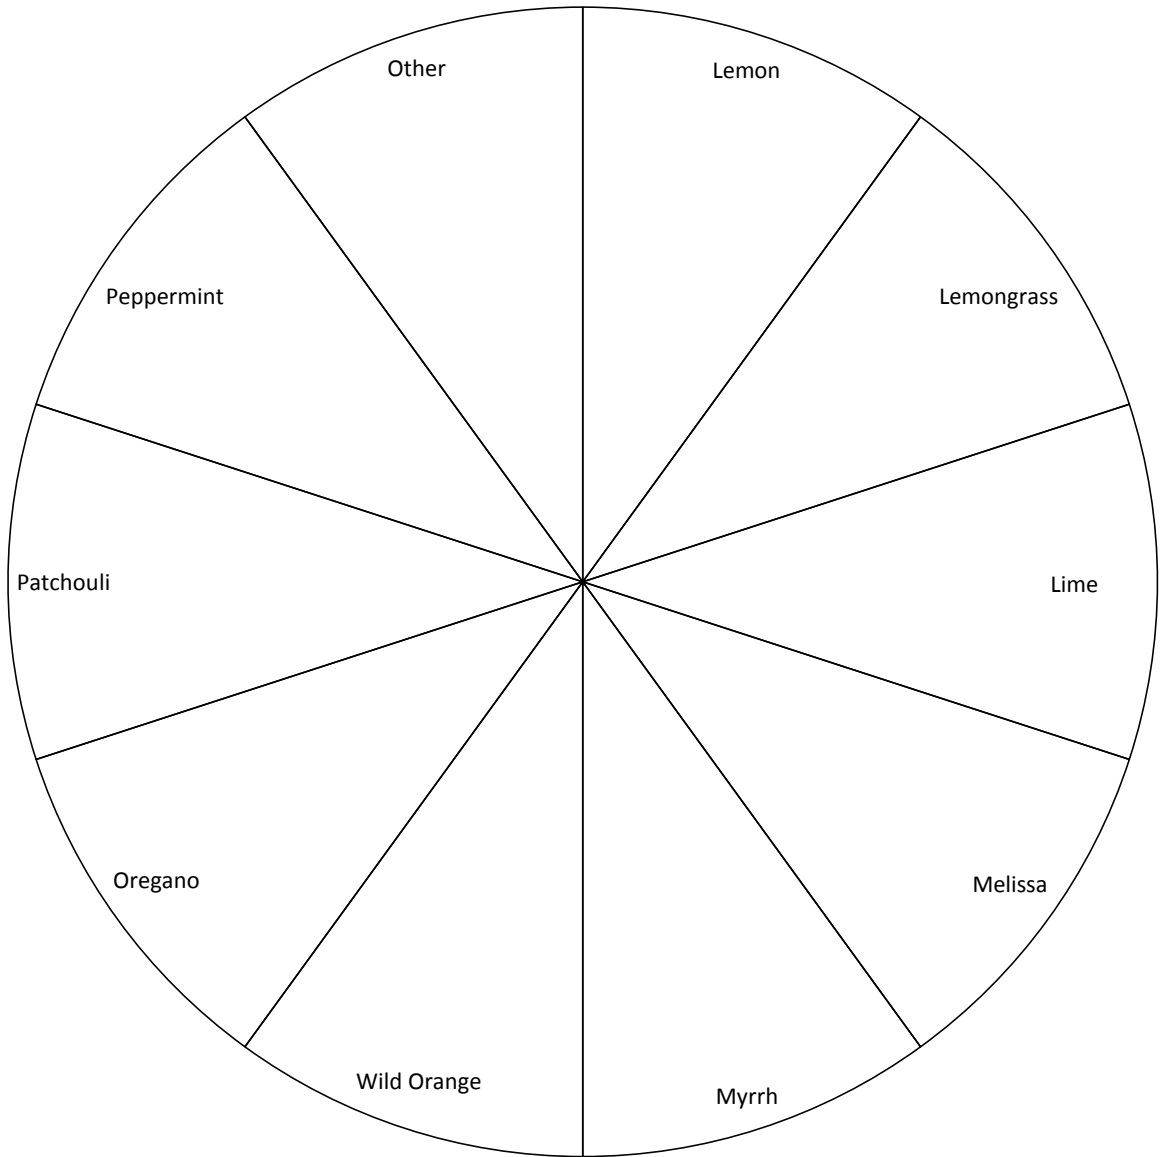 Other
Lemon
Peppermint
Lemongrass
Patchouli
Lime
Oregano
Melissa
Wild Orange
Myrrh